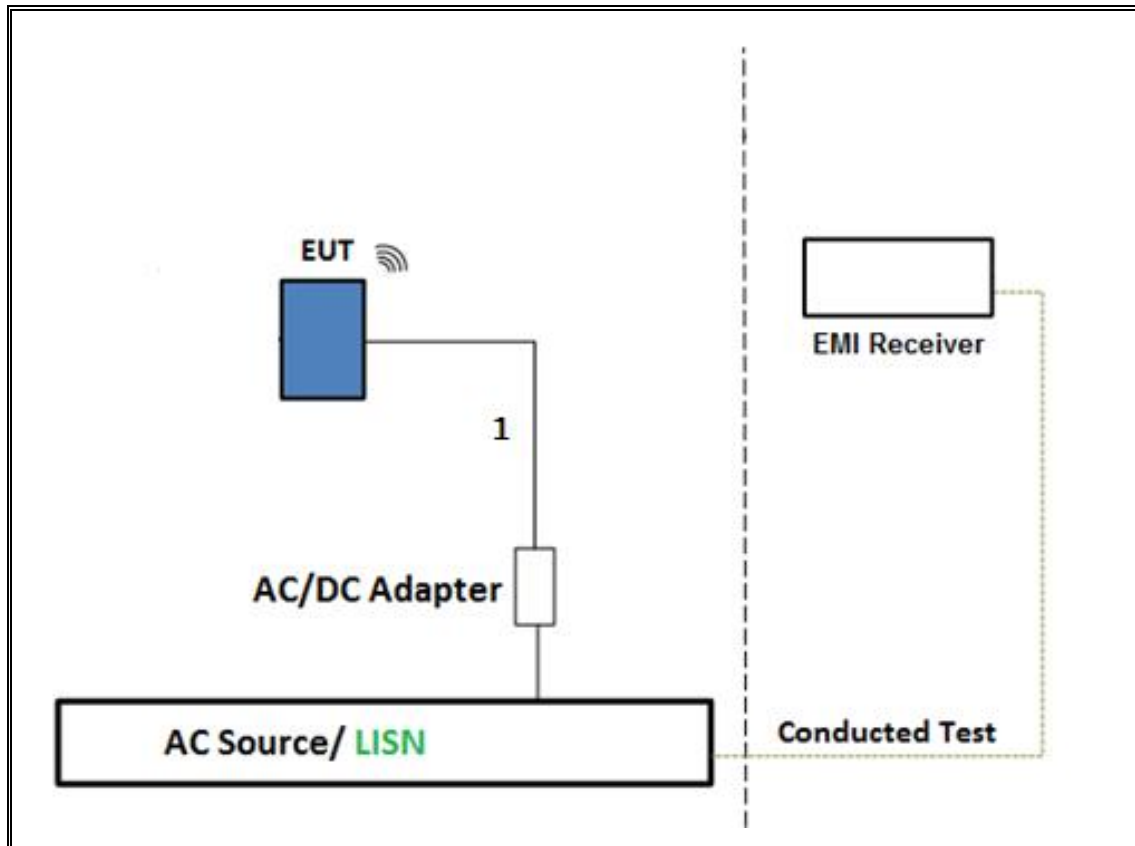 EUT
EMI Receiver
1
AC/DC Adapter
AC Source/ LISN
Conducted Test